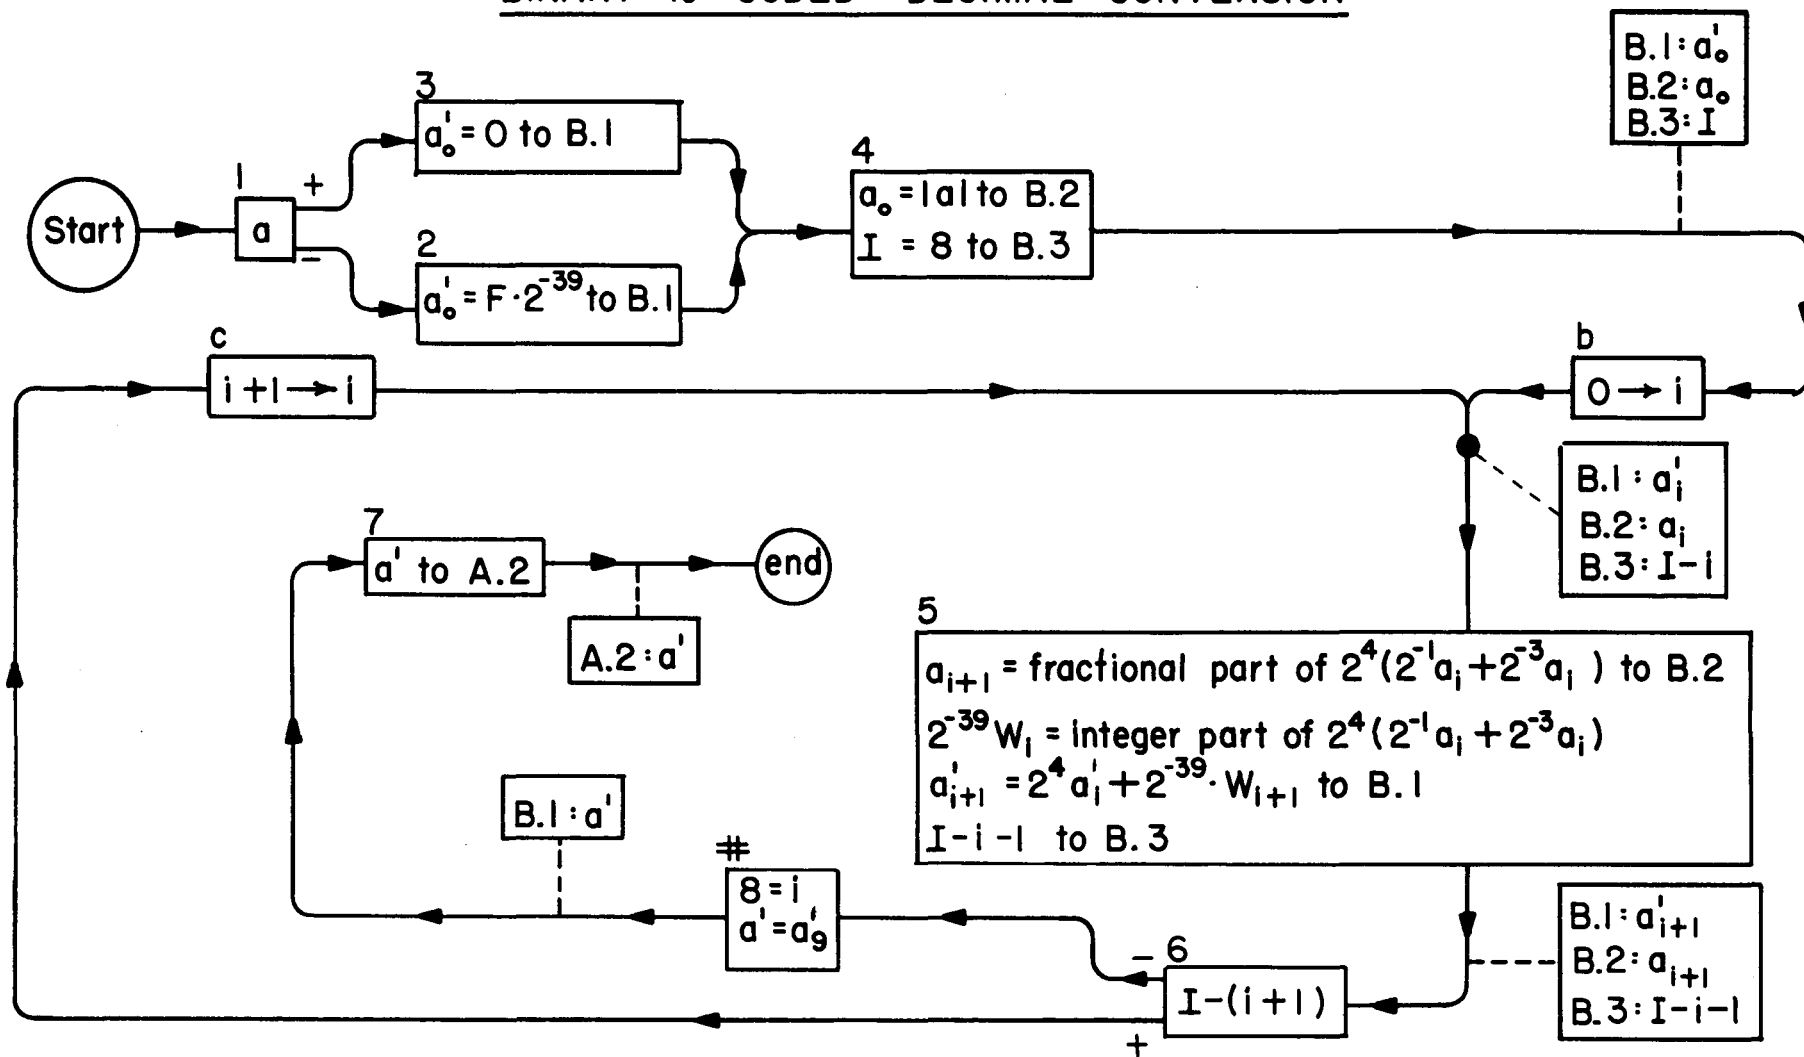 BINARY to CODED DECIMAL CONVERSION
B.1: a'₀
B.2: a₀
B.3: I
3
a'₀ = 0 to B.1
4
a₀ = |a| to B.2
I = 8 to B.3
Start
1
a
+
−
2
a'₀ = F·2⁻³⁹ to B.1
c
i+1 → i
b
0 → i
B.1: a'ᵢ
B.2: aᵢ
B.3: I-i
7
a' to A.2
end
A.2: a'
5
aᵢ₊₁ = fractional part of 2⁴(2⁻¹aᵢ+2⁻³aᵢ) to B.2
2⁻³⁹Wᵢ = integer part of 2⁴(2⁻¹aᵢ+2⁻³aᵢ)
a'ᵢ₊₁ = 2⁴a'ᵢ+2⁻³⁹·Wᵢ₊₁ to B.1
I-i-1 to B.3
B.1: a'
#
8 = i
a' = a'₉
− 6
I-(i+1)
+
B.1: a'ᵢ₊₁
B.2: aᵢ₊₁
B.3: I-i-1